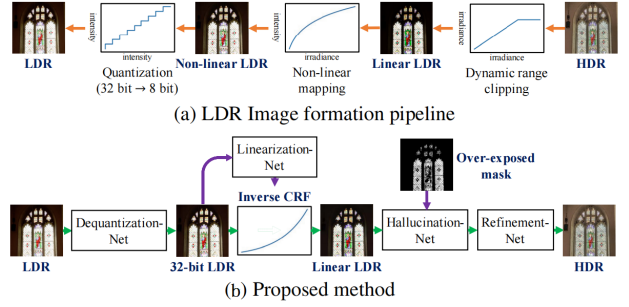 intensity
intensity
irradiance
LDR
intensity
Non-linear LDR
irradiance
Linear LDR
irradiance
HDR
Quantization
(32 bit → 8 bit)
Non-linear
mapping
Dynamic range
clipping
(a) LDR Image formation pipeline
Linearization-
Net
Over-exposed
mask
Inverse CRF
Dequantization-
Net
Hallucination-
Net
Refinement-
Net
LDR
32-bit LDR
Linear LDR
HDR
(b) Proposed method